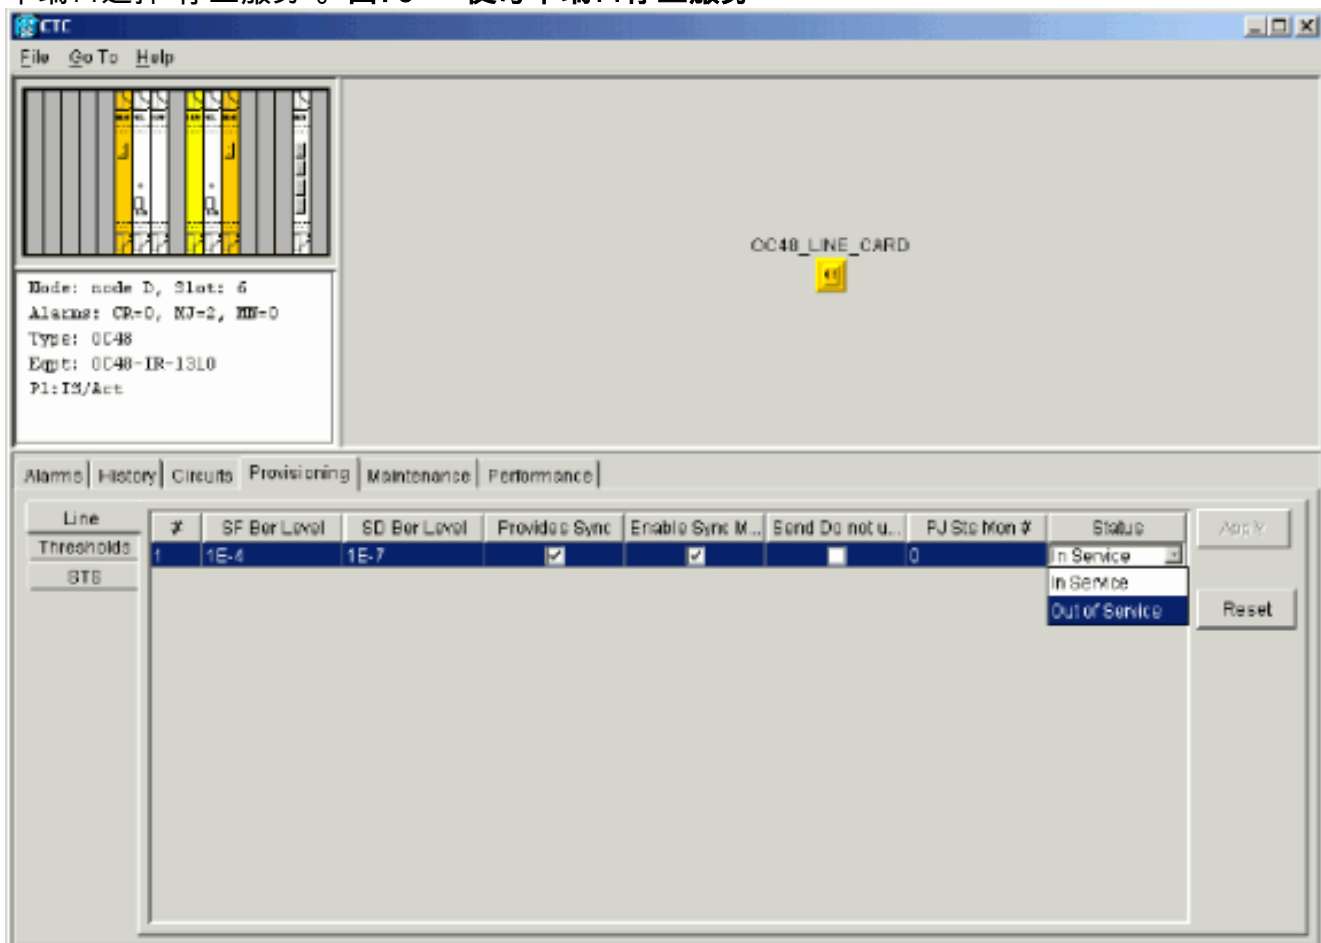 CTC
File Go To Help
OC48_LINE_CARD
Node: node D, Slot: 6
Alarms: CR=0, MJ=2, MN=0
Type: OC48
Eqpt: OC48-IR-1310
P1:IS/Act
Alarms History Circuits Provisioning Maintenance Performance
Line
Thresholds
STS
# SF Ber Level SD Ber Level Provides Sync Enable Sync M... Send Do not u... PJ Sts Mon # Status
1 1E-4 1E-7 0 In Service
In Service
Out of Service
Apply
Reset